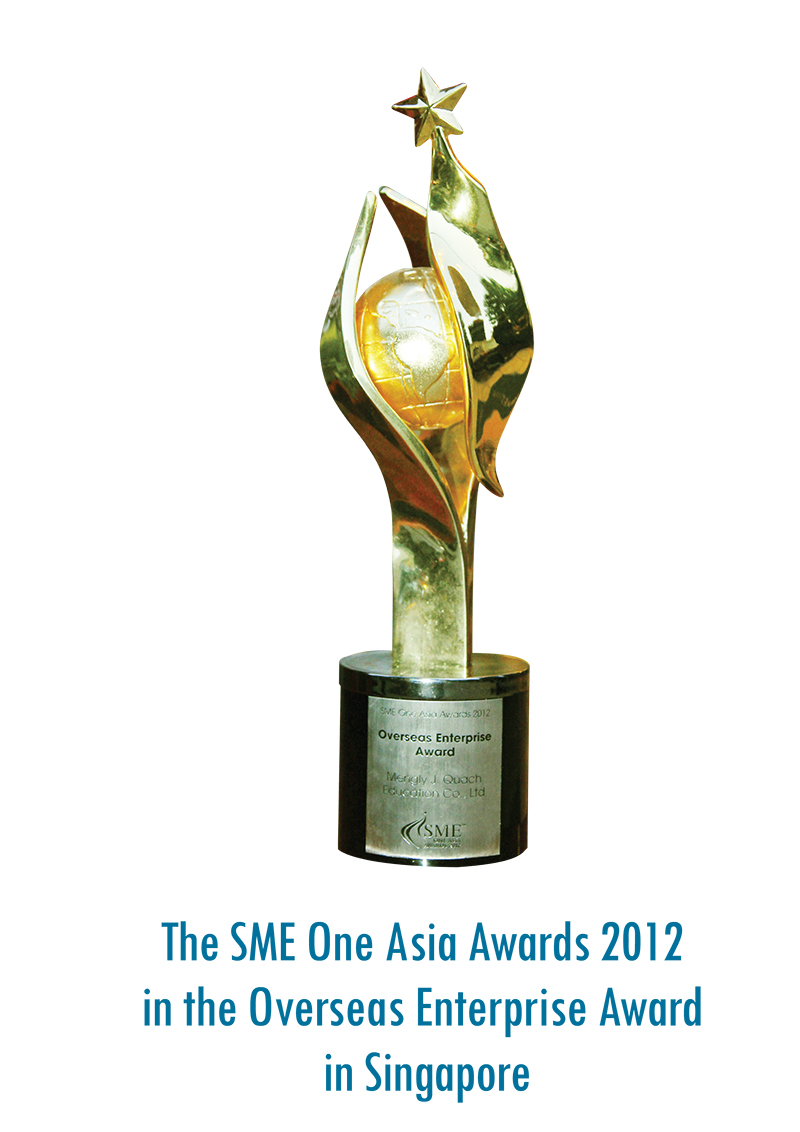 SME One Asia Awards 2012
Overseas Enterprise
Award
Mengly J. Quach
Education Co., Ltd
SME
The SME One Asia Awards 2012
in the Overseas Enterprise Award
in Singapore